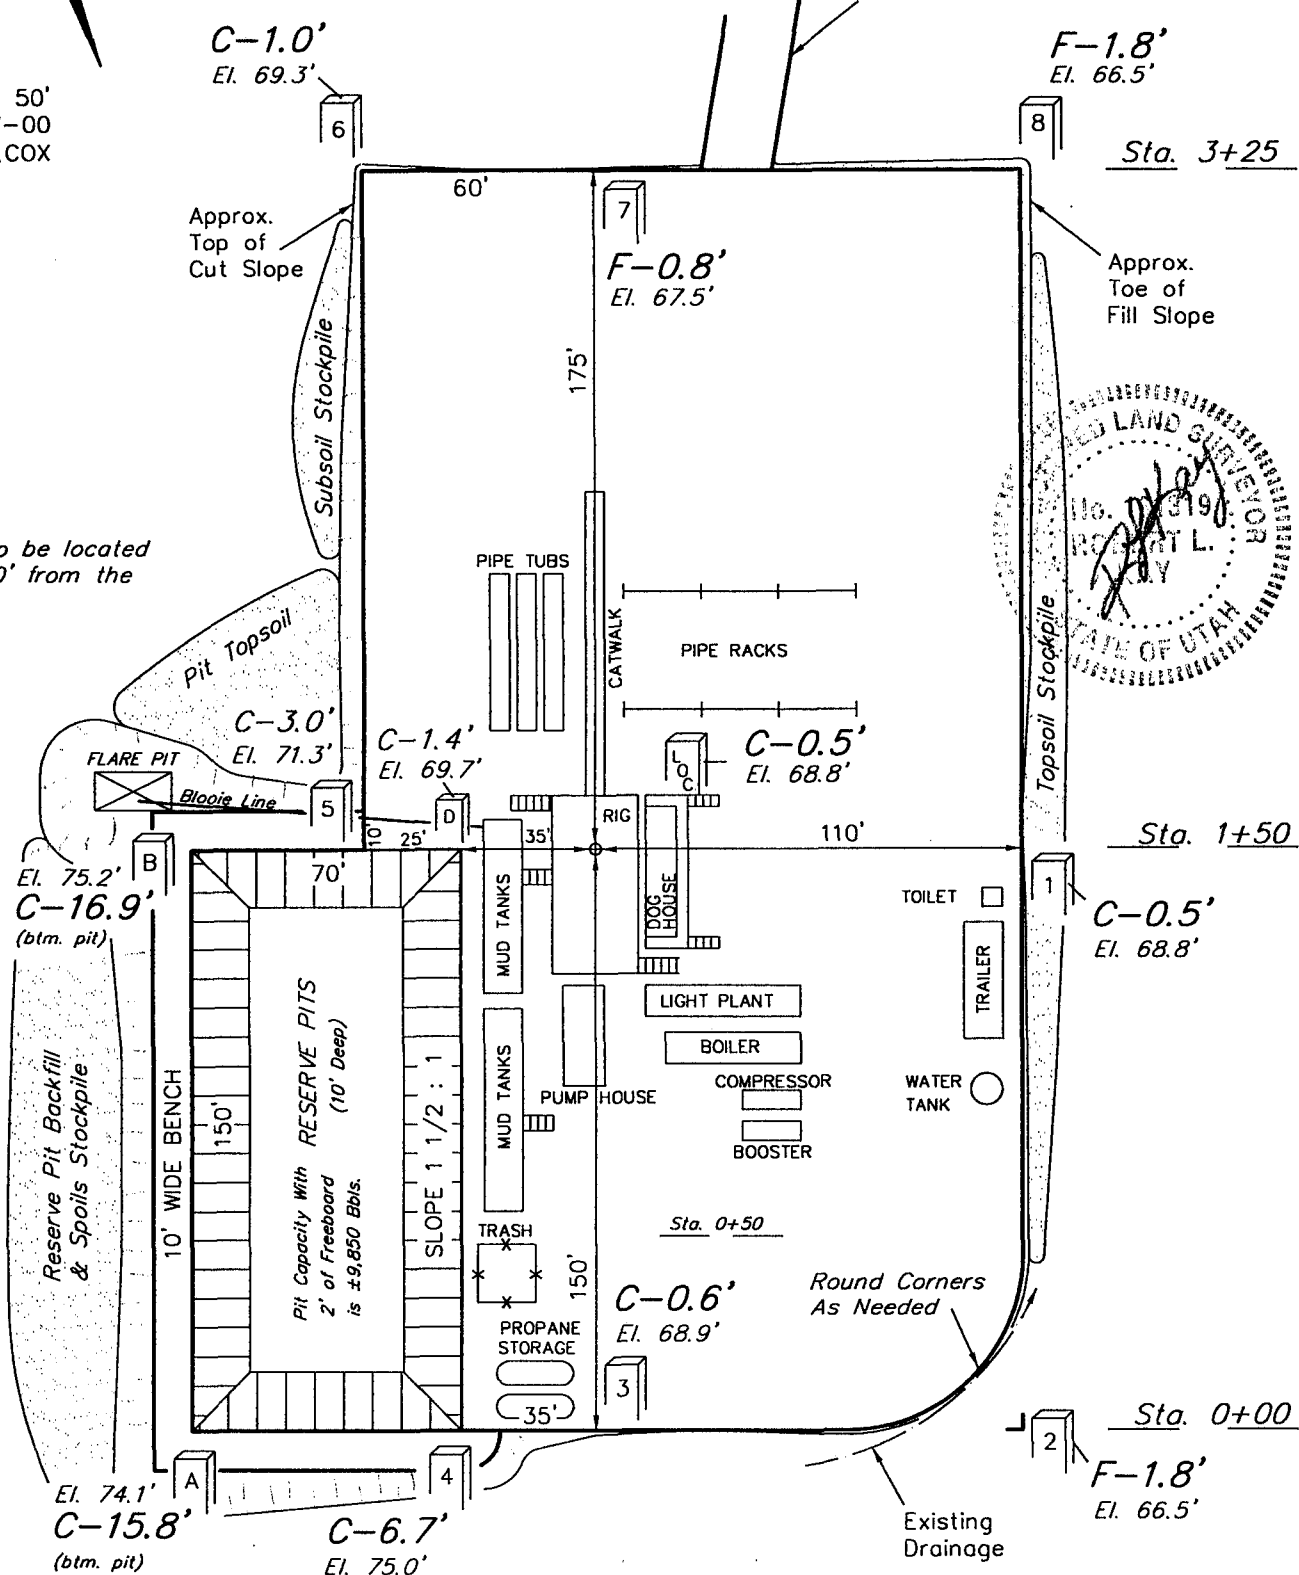 C-1.0'
El. 69.3'
F-1.8'
El. 66.5'
50'
-00
COX
6
8
Sta. 3+25
60'
7
Approx.
Top of
Cut Slope
F-0.8'
El. 67.5'
Approx.
Toe of
Fill Slope
175'
Subsoil Stockpile
LAND SURVEYOR
L.
STATE OF UTAH
o be located
0' from the
PIPE TUBS
CATWALK
PIPE RACKS
Topsoil Stockpile
Pit Topsoil
C-3.0'
El. 71.3'
C-1.4'
El. 69.7'
LOC
C-0.5'
El. 68.8'
FLARE PIT
Blooie Line
5
D
RIG
B
10'
25'
35'
110'
Sta. 1+50
El. 75.2'
C-16.9'
(btm. pit)
70'
MUD TANKS
DOG
HOUSE
TOILET
1
C-0.5'
El. 68.8'
TRAILER
LIGHT PLANT
BOILER
COMPRESSOR
BOOSTER
WATER
TANK
PUMP HOUSE
MUD TANKS
Reserve Pit Backfill
& Spoils Stockpile
10' WIDE BENCH
150'
RESERVE PITS
(10' Deep)
Pit Capacity With
2' of Freeboard
is ±9,850 Bbls.
SLOPE 1 1/2 : 1
Sta. 0+50
TRASH
150'
C-0.6'
El. 68.9'
Round Corners
As Needed
PROPANE
STORAGE
3
35'
Sta. 0+00
2
A
4
El. 74.1'
C-15.8'
(btm. pit)
C-6.7'
El. 75.0'
F-1.8'
El. 66.5'
Existing
Drainage